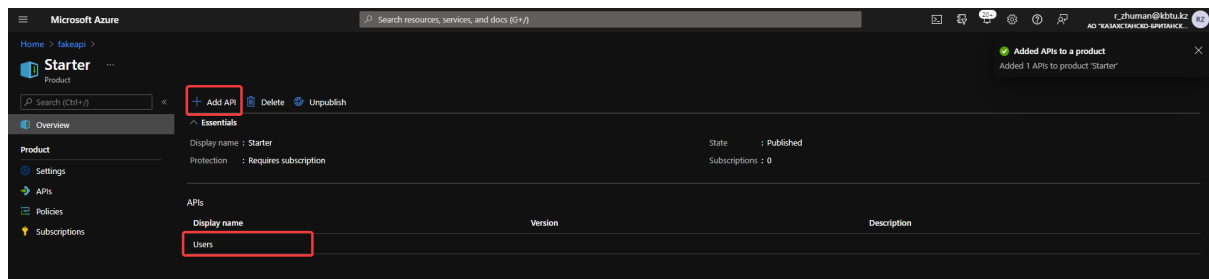 Microsoft Azure
Search resources, services, and docs (G+/)
20+
r_zhuman@kbtu.kz
АО "КАЗАХСТАНСКО-БРИТАНСК...
RZ
Home > fakeapi >
Starter ...
Product
Added APIs to a product
Added 1 APIs to product 'Starter'
Search (Ctrl+/)
«
Add API Delete Unpublish
Overview
Product
Settings
APIs
Policies
Subscriptions
Essentials
Display name : Starter
State : Published
Protection : Requires subscription
Subscriptions : 0
APIs
Display name Version Description
Users